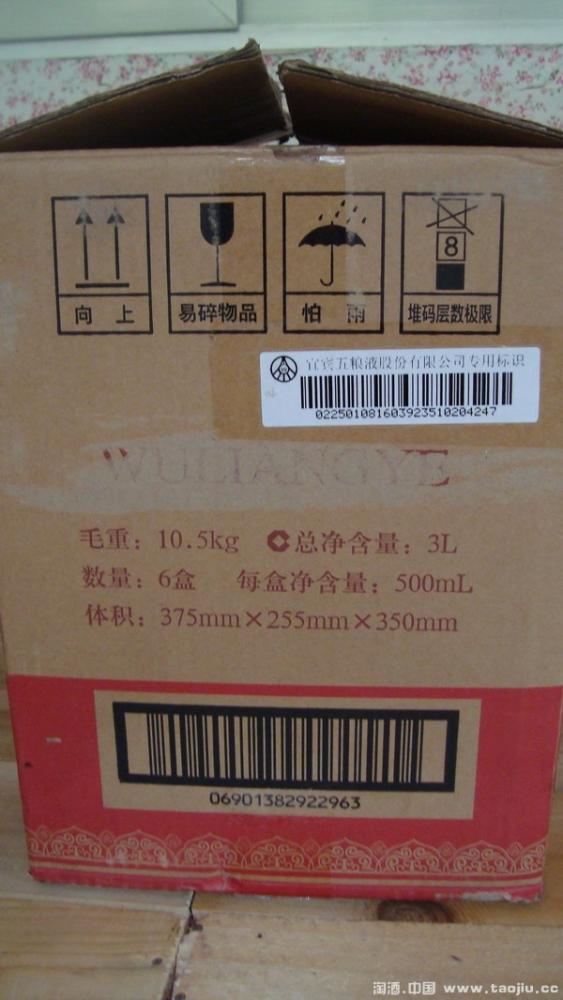 8
向上 易碎物品 怕雨 堆码层数极限
宜宾五粮液股份有限公司专用标识
022501081603923510204247
WULIANGYE
毛重：10.5kg 总净含量：3L
数量：6盒 每盒净含量：500mL
体积：375mm×255mm×350mm
06901382922963
淘酒.中国 www.taojiu.cc